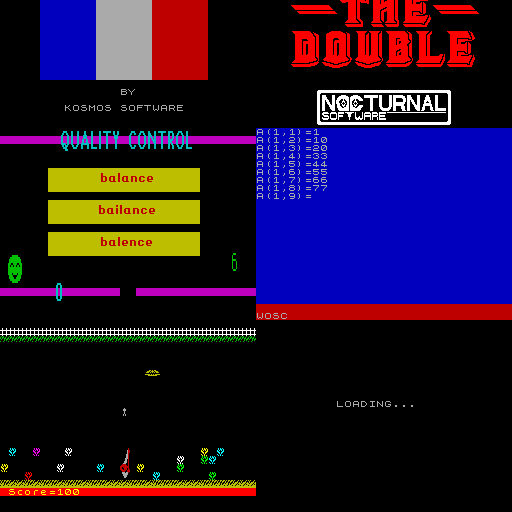 BY
KOSMOS SOFTWARE
THE
DOUBLE
NOCTURNAL
SOFTWARE
QUALITY CONTROL
balance
bailance
balence
6
0
A(1,1)=1
A(1,2)=10
A(1,3)=20
A(1,4)=33
A(1,5)=44
A(1,6)=55
A(1,7)=66
A(1,8)=77
A(1,9)=
WOSC
Score=100
LOADING...